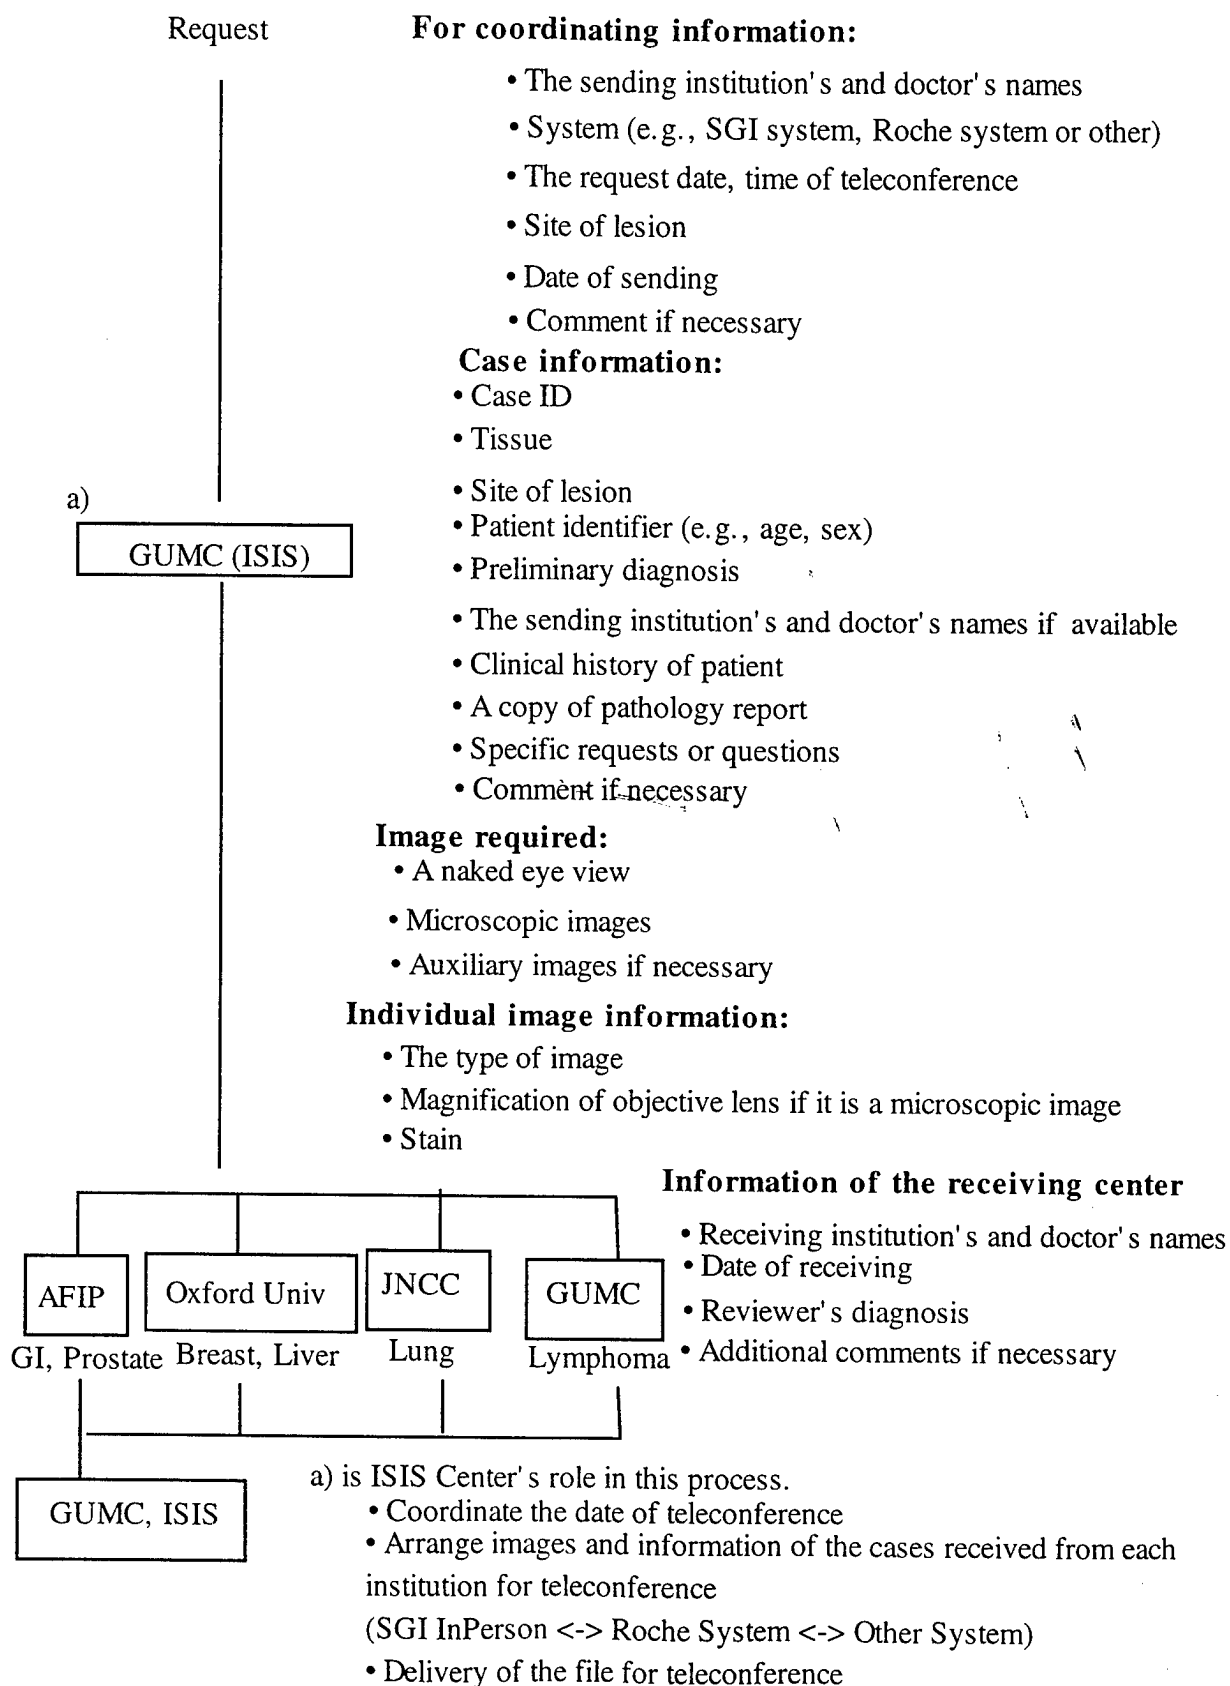 Request
For coordinating information:
• The sending institution's and doctor's names
• System (e.g., SGI system, Roche system or other)
• The request date, time of teleconference
• Site of lesion
• Date of sending
• Comment if necessary
Case information:
• Case ID
• Tissue
a)
• Site of lesion
• Patient identifier (e.g., age, sex)
GUMC (ISIS)
• Preliminary diagnosis
• The sending institution's and doctor's names if available
• Clinical history of patient
• A copy of pathology report
• Specific requests or questions
• Comment if necessary
Image required:
• A naked eye view
• Microscopic images
• Auxiliary images if necessary
Individual image information:
• The type of image
• Magnification of objective lens if it is a microscopic image
• Stain
Information of the receiving center
• Receiving institution's and doctor's names
• Date of receiving
• Reviewer's diagnosis
• Additional comments if necessary
AFIP
Oxford Univ
JNCC
GUMC
GI, Prostate
Breast, Liver
Lung
Lymphoma
GUMC, ISIS
a) is ISIS Center's role in this process.
• Coordinate the date of teleconference
• Arrange images and information of the cases received from each
institution for teleconference
(SGI InPerson <-> Roche System <-> Other System)
• Delivery of the file for teleconference